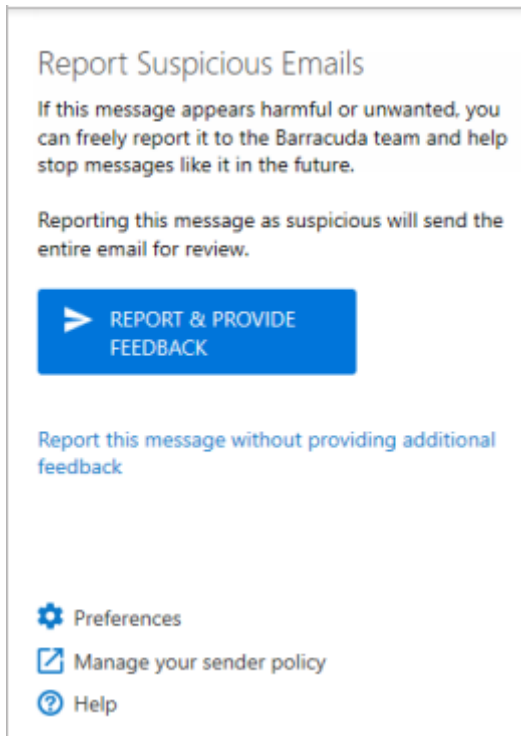 Report Suspicious Emails
If this message appears harmful or unwanted, you
can freely report it to the Barracuda team and help
stop messages like it in the future.
Reporting this message as suspicious will send the
entire email for review.
REPORT & PROVIDE
FEEDBACK
Report this message without providing additional
feedback
Preferences
Manage your sender policy
Help